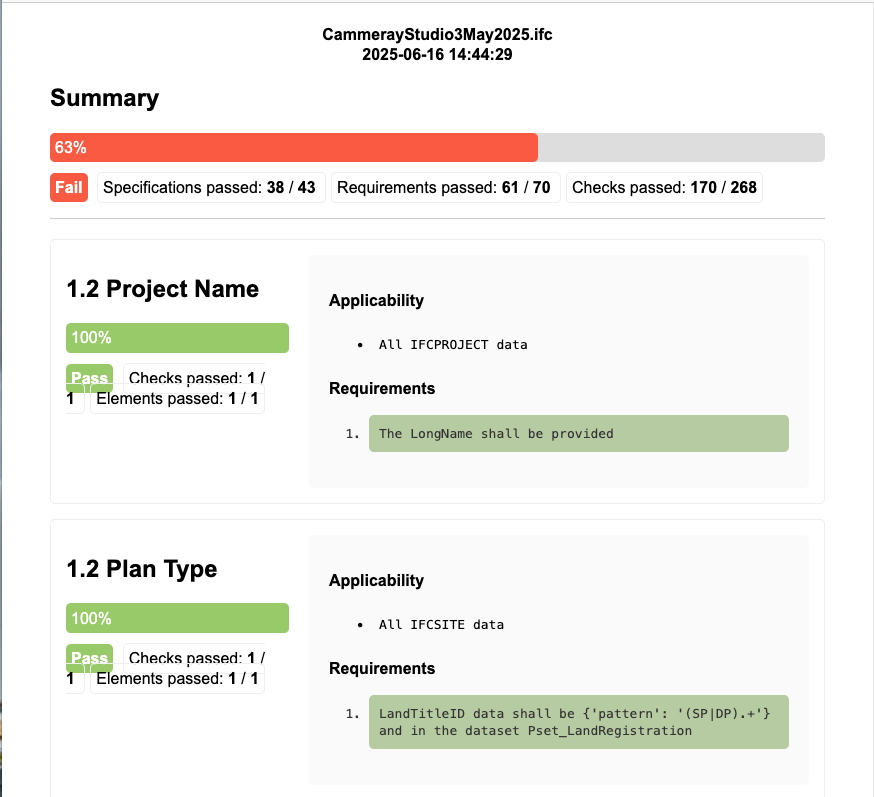 CammerayStudio3May2025.ifc
2025-06-16 14:44:29
Summary
63%
Fail Specifications passed: 38 / 43 Requirements passed: 61 / 70 Checks passed: 170 / 268
1.2 Project Name
100%
Pass Checks passed: 1 /
1 Elements passed: 1 / 1
Applicability
• All IFCPROJECT data
Requirements
1. The LongName shall be provided
1.2 Plan Type
100%
Pass Checks passed: 1 /
1 Elements passed: 1 / 1
Applicability
• All IFCSITE data
Requirements
1. LandTitleID data shall be {'pattern': '(SP|DP).+'}
and in the dataset Pset_LandRegistration